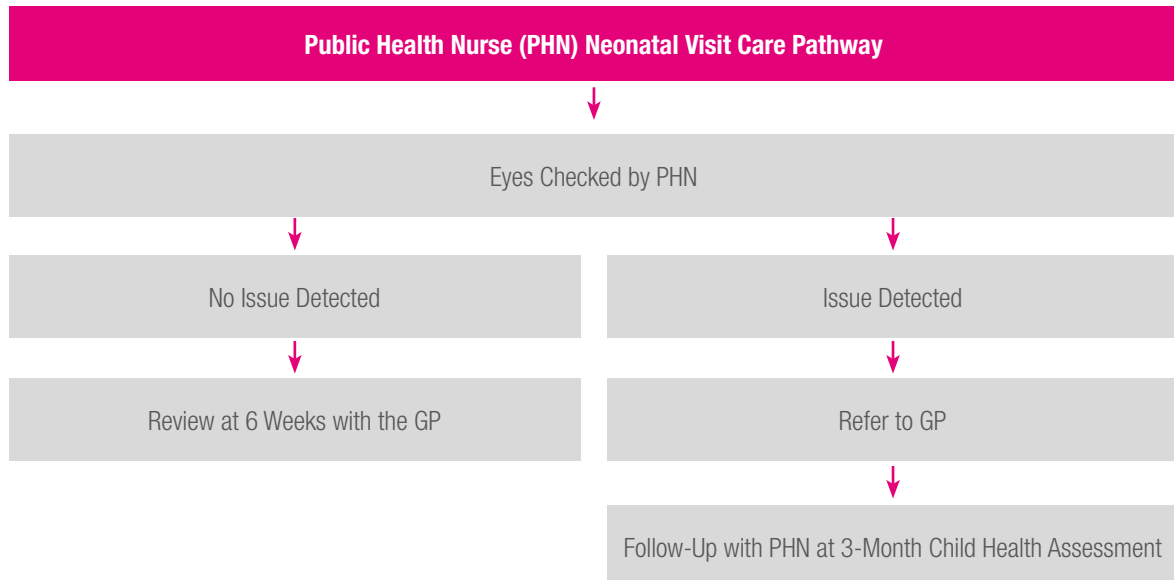 Public Health Nurse (PHN) Neonatal Visit Care Pathway
Eyes Checked by PHN
No Issue Detected
Issue Detected
Review at 6 Weeks with the GP
Refer to GP
Follow-Up with PHN at 3-Month Child Health Assessment